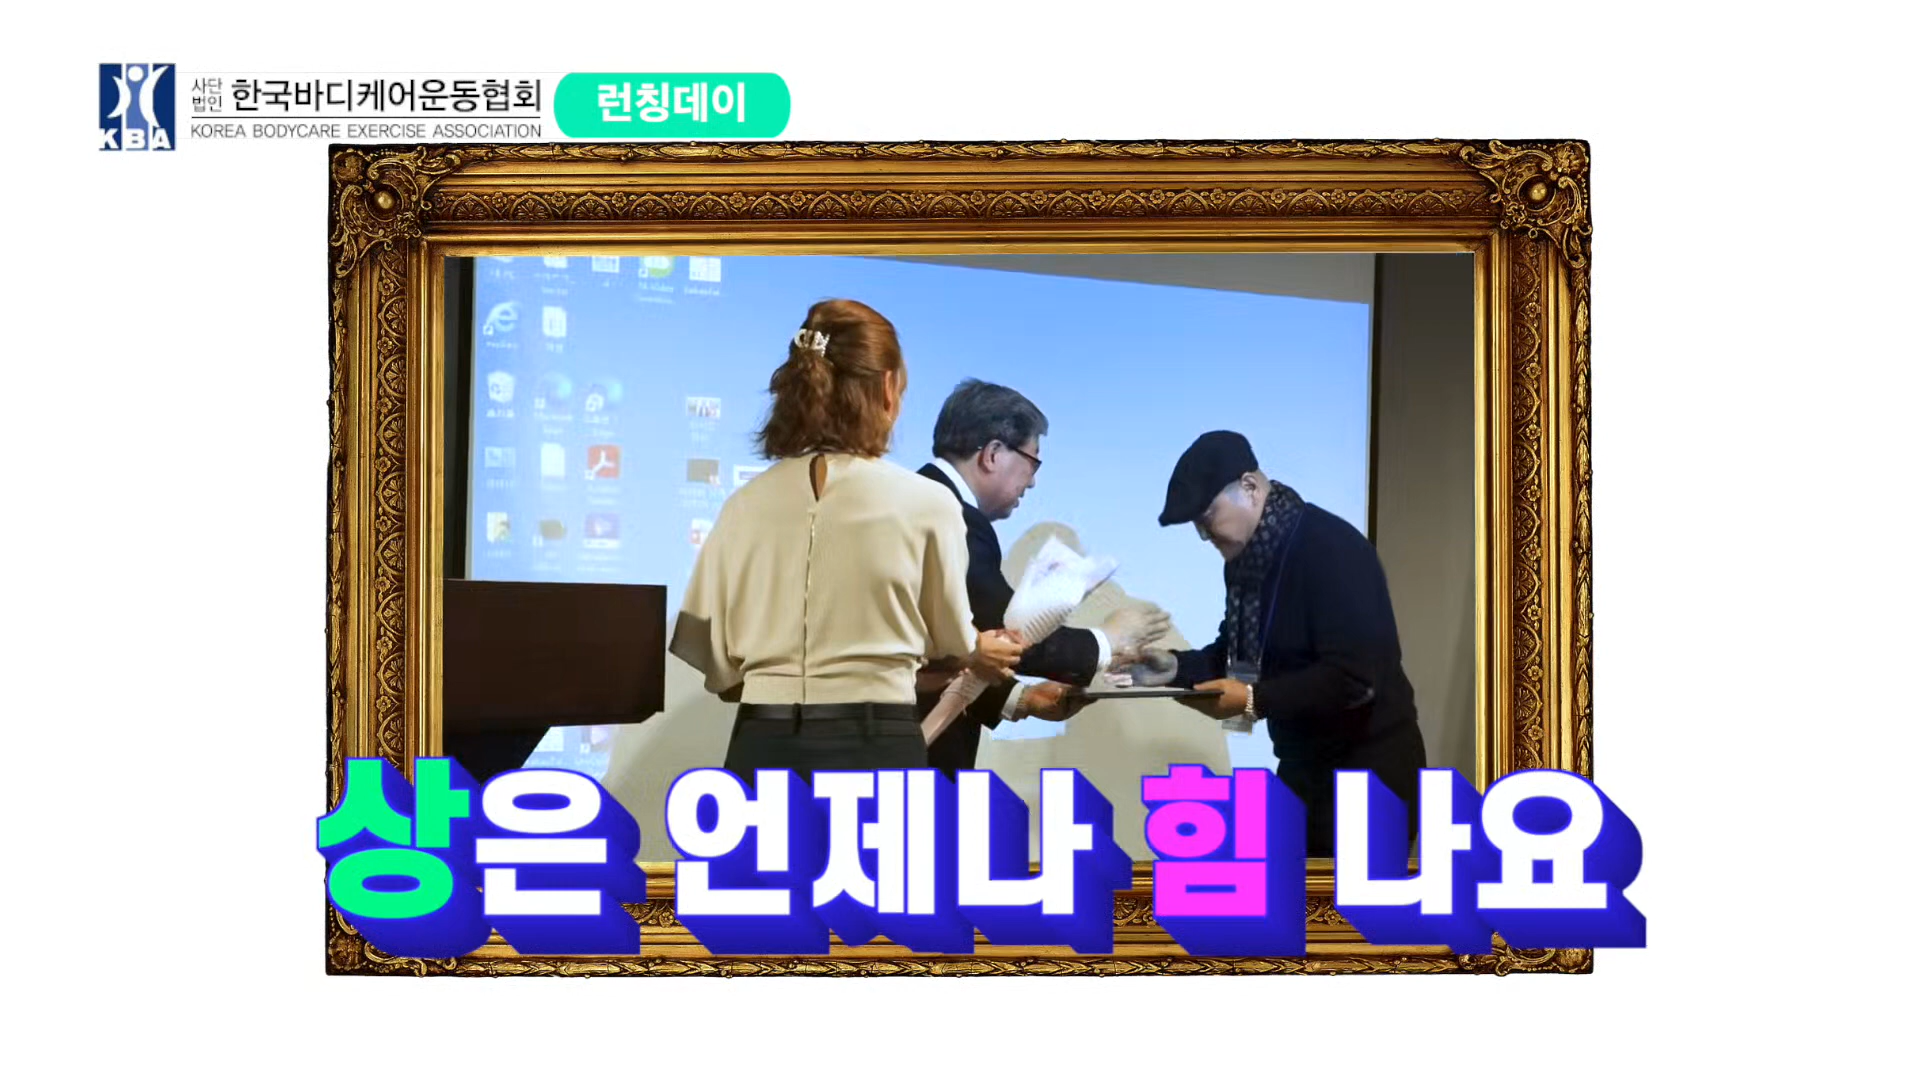 사단
법인 한국바디케어운동협회
KOREA BODYCARE EXERCISE ASSOCIATION
KBA
런칭데이
상은 언제나 힘 나요